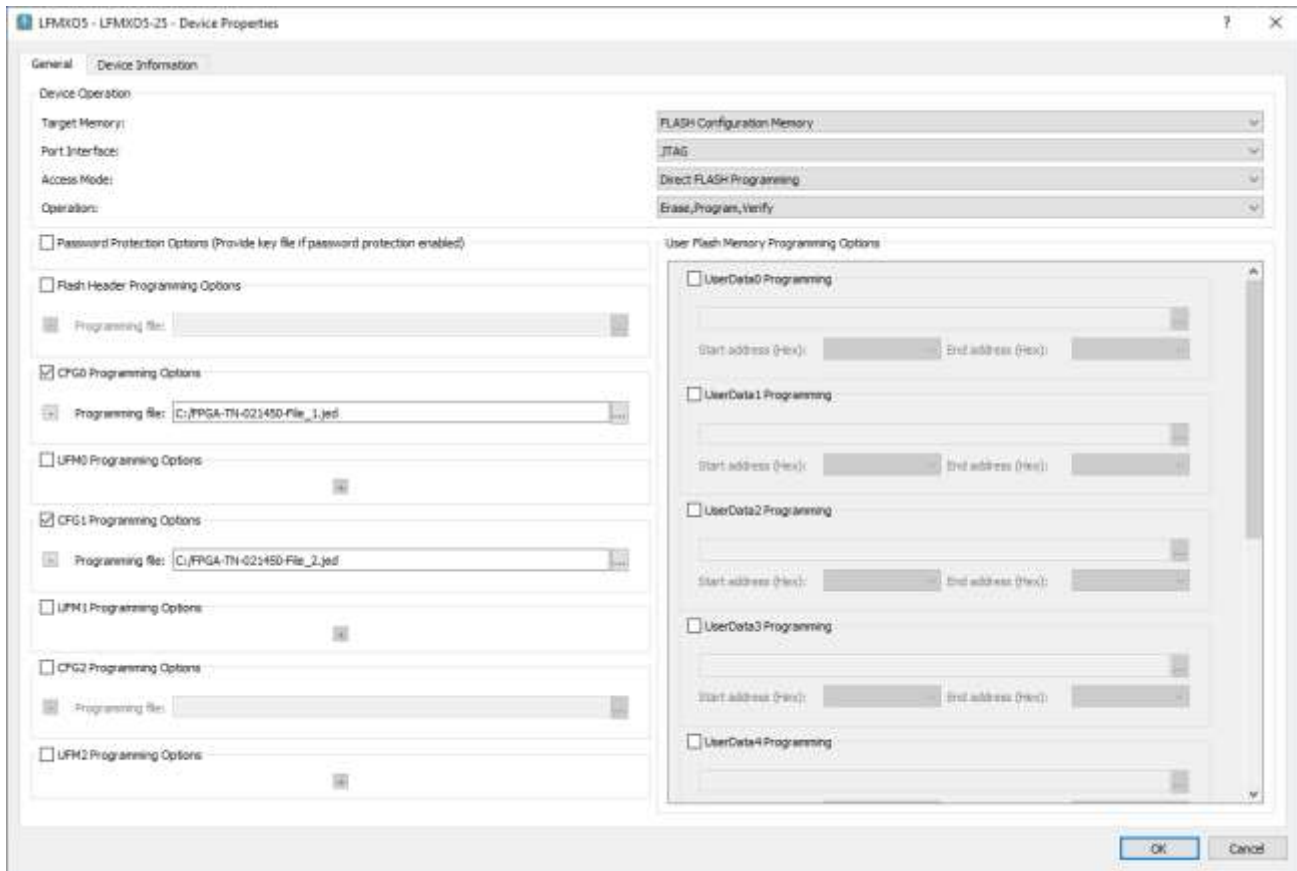 LFMXO5 - LFMXO5-25 - Device Properties
?
General
Device Information
Device Operation
Target Memory:
FLASH Configuration Memory
Port Interface:
JTAG
Access Mode:
Direct FLASH Programming
Operation:
Erase,Program,Verify
Password Protection Options (Provide key file if password protection enabled)
Flash Header Programming Options
Programming file:
...
CFG0 Programming Options
Programming file:
C:/FPGA-TN-021450-File_1.jed
...
UFM0 Programming Options
CFG1 Programming Options
Programming file:
C:/FPGA-TN-021450-File_2.jed
...
UFM1 Programming Options
CFG2 Programming Options
Programming file:
...
UFM2 Programming Options
User Flash Memory Programming Options
UserData0 Programming
...
Start address (Hex):
End address (Hex):
UserData1 Programming
...
Start address (Hex):
End address (Hex):
UserData2 Programming
...
Start address (Hex):
End address (Hex):
UserData3 Programming
...
Start address (Hex):
End address (Hex):
UserData4 Programming
...
OK
Cancel